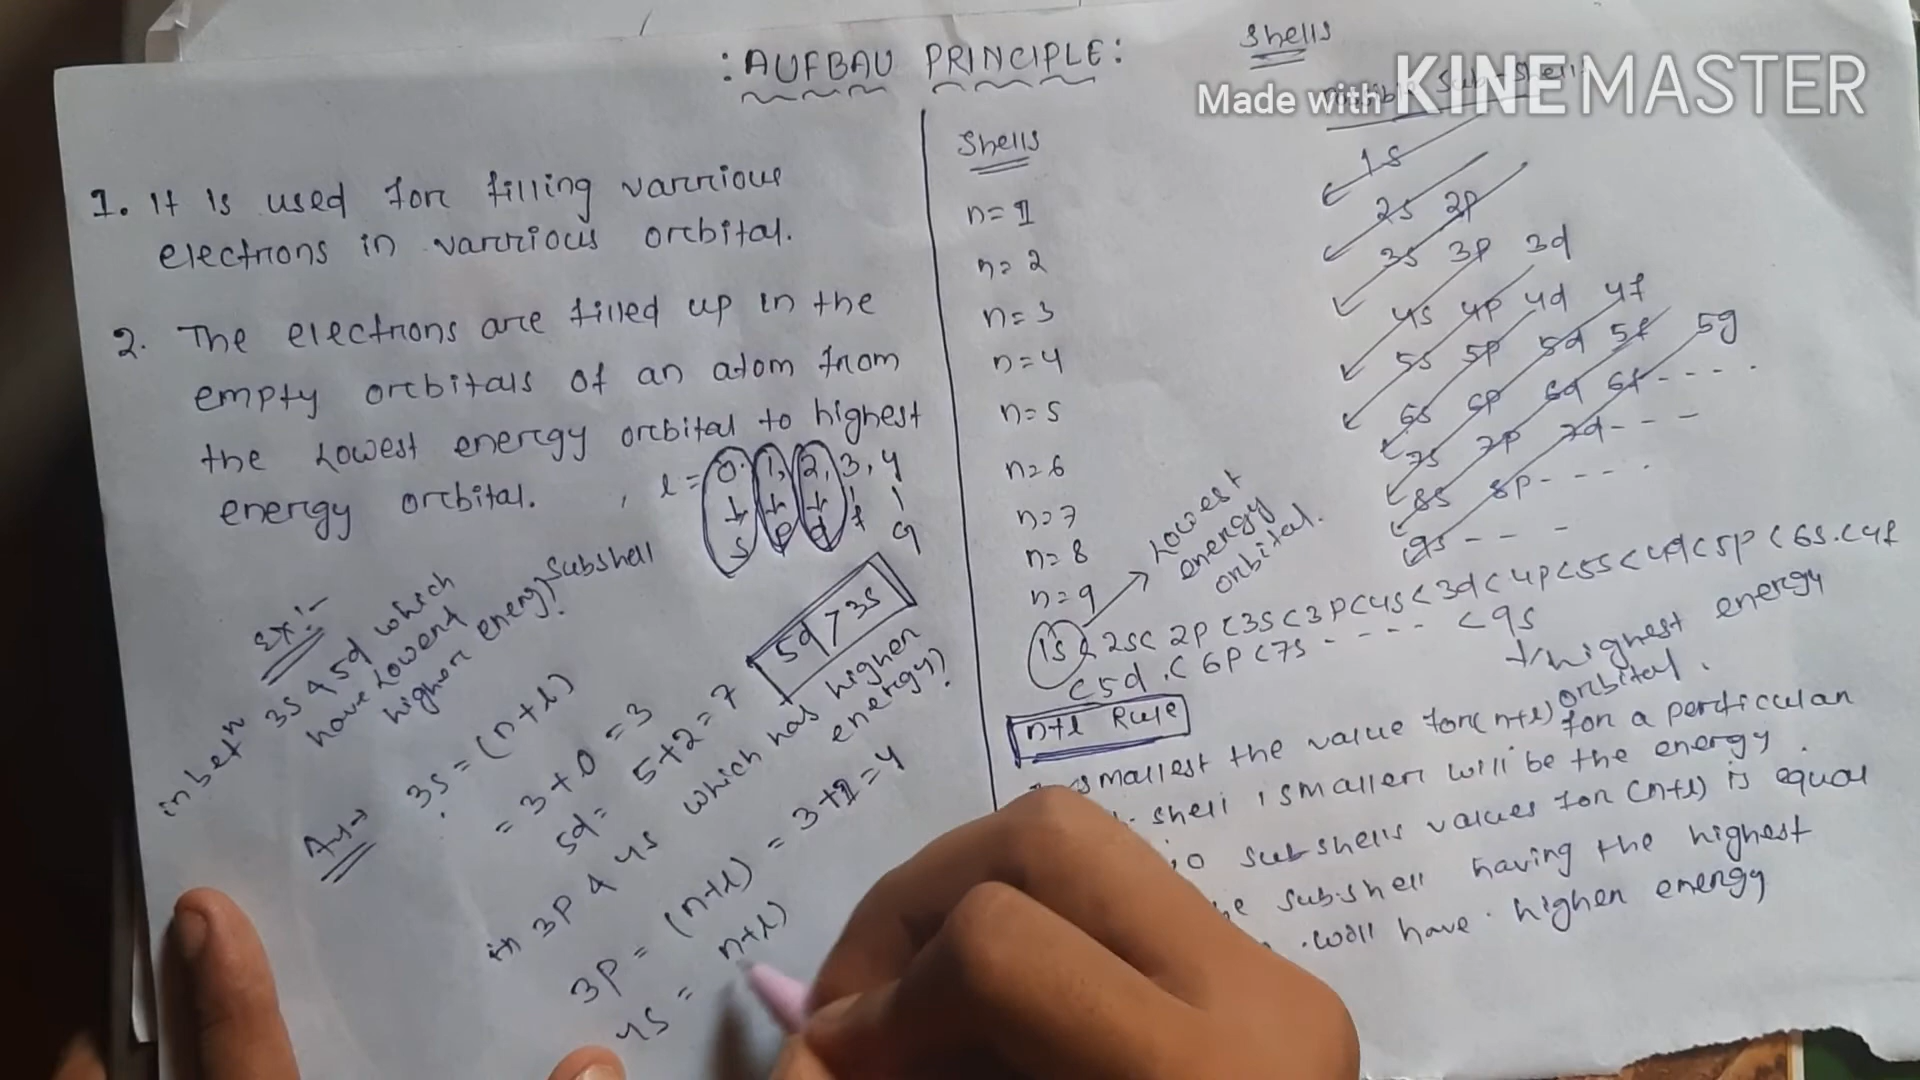 : AUFBAU PRINCIPLE :
Shells
Made with KINEMASTER
1. It is used for filling varrious
electrons in varrious orbital.
2. The electrons are filled up in the
empty orbitals of an atom from
the Lowest energy orbital to highest
energy orbital.
, l = 0, 1, 2, 3, 4
s p d f g
Ex:-
in betn 3s & 5d which
have lowest
higher energy subshell
?
Ans→ 3s = (n+l)
= 3+0 = 3
5d = 5+2 = 7
5d > 3s
in 3p & 4s which has higher
energy?
3p = (n+l) = 3+1 = 4
4s = n+l)
Shells
n= 1
n= 2
n= 3
n= 4
n= 5
n= 6
n= 7
n= 8
n= 9
1s
2s 2p
3s 3p 3d
4s 4p 4d 4f
5s 5p 5d 5f 5g
6s 6p 6d 6f - - - -
7s 7p 7d - - -
8s 8p - - - -
9s - - -
Lowest
energy
orbital.
1s < 2s < 2p < 3s < 3p < 4s < 3d < 4p < 5s < 4d < 5p < 6s < 4f
< 5d < 6p < 7s - - - - < 9s
highest energy
orbital.
n+l Rule
smallest the value for (n+l) for a perticular
shell, smaller will be the energy.
subshells values for (n+l) is equal
subshell having the highest
will have higher energy